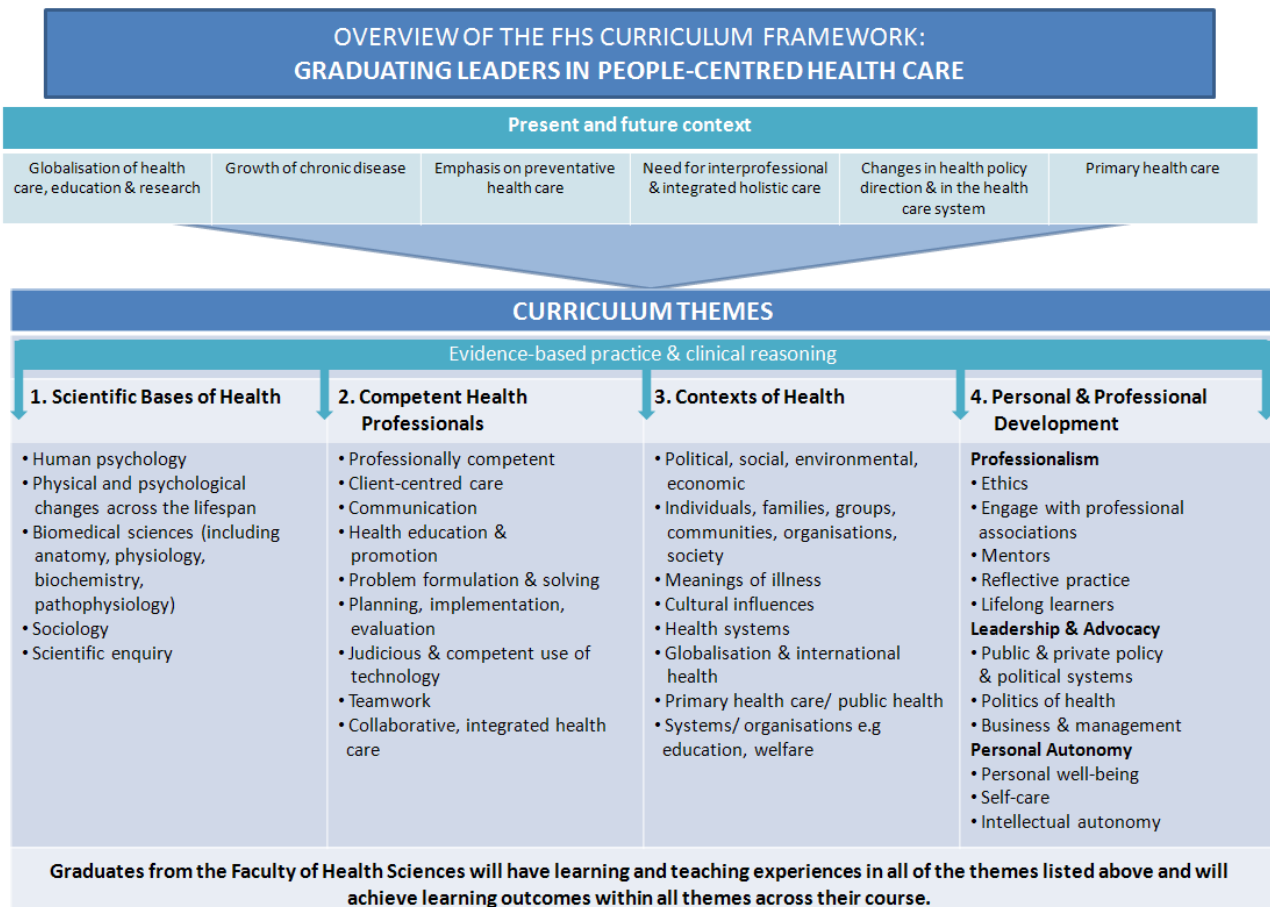 OVERVIEW OF THE FHS CURRICULUM FRAMEWORK:
GRADUATING LEADERS IN PEOPLE-CENTRED HEALTH CARE
Present and future context
Globalisation of health
care, education & research
Growth of chronic disease
Emphasis on preventative
health care
Need for interprofessional
& integrated holistic care
Changes in health policy
direction & in the health
care system
Primary health care
CURRICULUM THEMES
Evidence-based practice & clinical reasoning
1. Scientific Bases of Health
• Human psychology
• Physical and psychological
changes across the lifespan
• Biomedical sciences (including
anatomy, physiology,
biochemistry,
pathophysiology)
• Sociology
• Scientific enquiry
2. Competent Health
Professionals
• Professionally competent
• Client-centred care
• Communication
• Health education &
promotion
• Problem formulation & solving
• Planning, implementation,
evaluation
• Judicious & competent use of
technology
• Teamwork
• Collaborative, integrated health
care
3. Contexts of Health
• Political, social, environmental,
economic
• Individuals, families, groups,
communities, organisations,
society
• Meanings of illness
• Cultural influences
• Health systems
• Globalisation & international
health
• Primary health care/ public health
• Systems/ organisations e.g
education, welfare
4. Personal & Professional
Development
Professionalism
• Ethics
• Engage with professional
associations
• Mentors
• Reflective practice
• Lifelong learners
Leadership & Advocacy
• Public & private policy
& political systems
• Politics of health
• Business & management
Personal Autonomy
• Personal well-being
• Self-care
• Intellectual autonomy
Graduates from the Faculty of Health Sciences will have learning and teaching experiences in all of the themes listed above and will
achieve learning outcomes within all themes across their course.